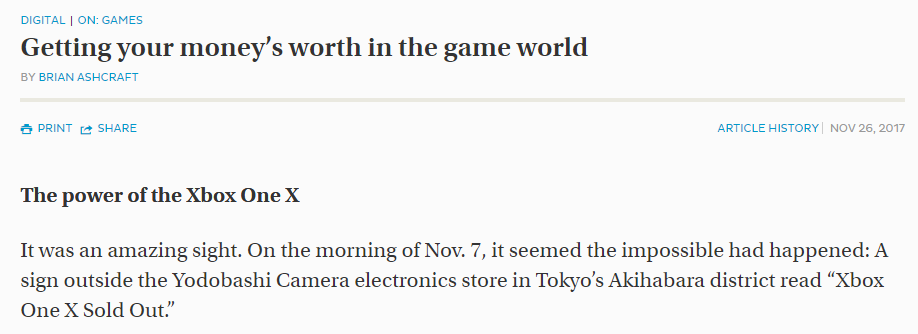 DIGITAL | ON: GAMES
Getting your money’s worth in the game world
BY BRIAN ASHCRAFT
PRINT SHARE ARTICLE HISTORY | NOV 26, 2017
The power of the Xbox One X
It was an amazing sight. On the morning of Nov. 7, it seemed the impossible had happened: A
sign outside the Yodobashi Camera electronics store in Tokyo’s Akihabara district read “Xbox
One X Sold Out.”